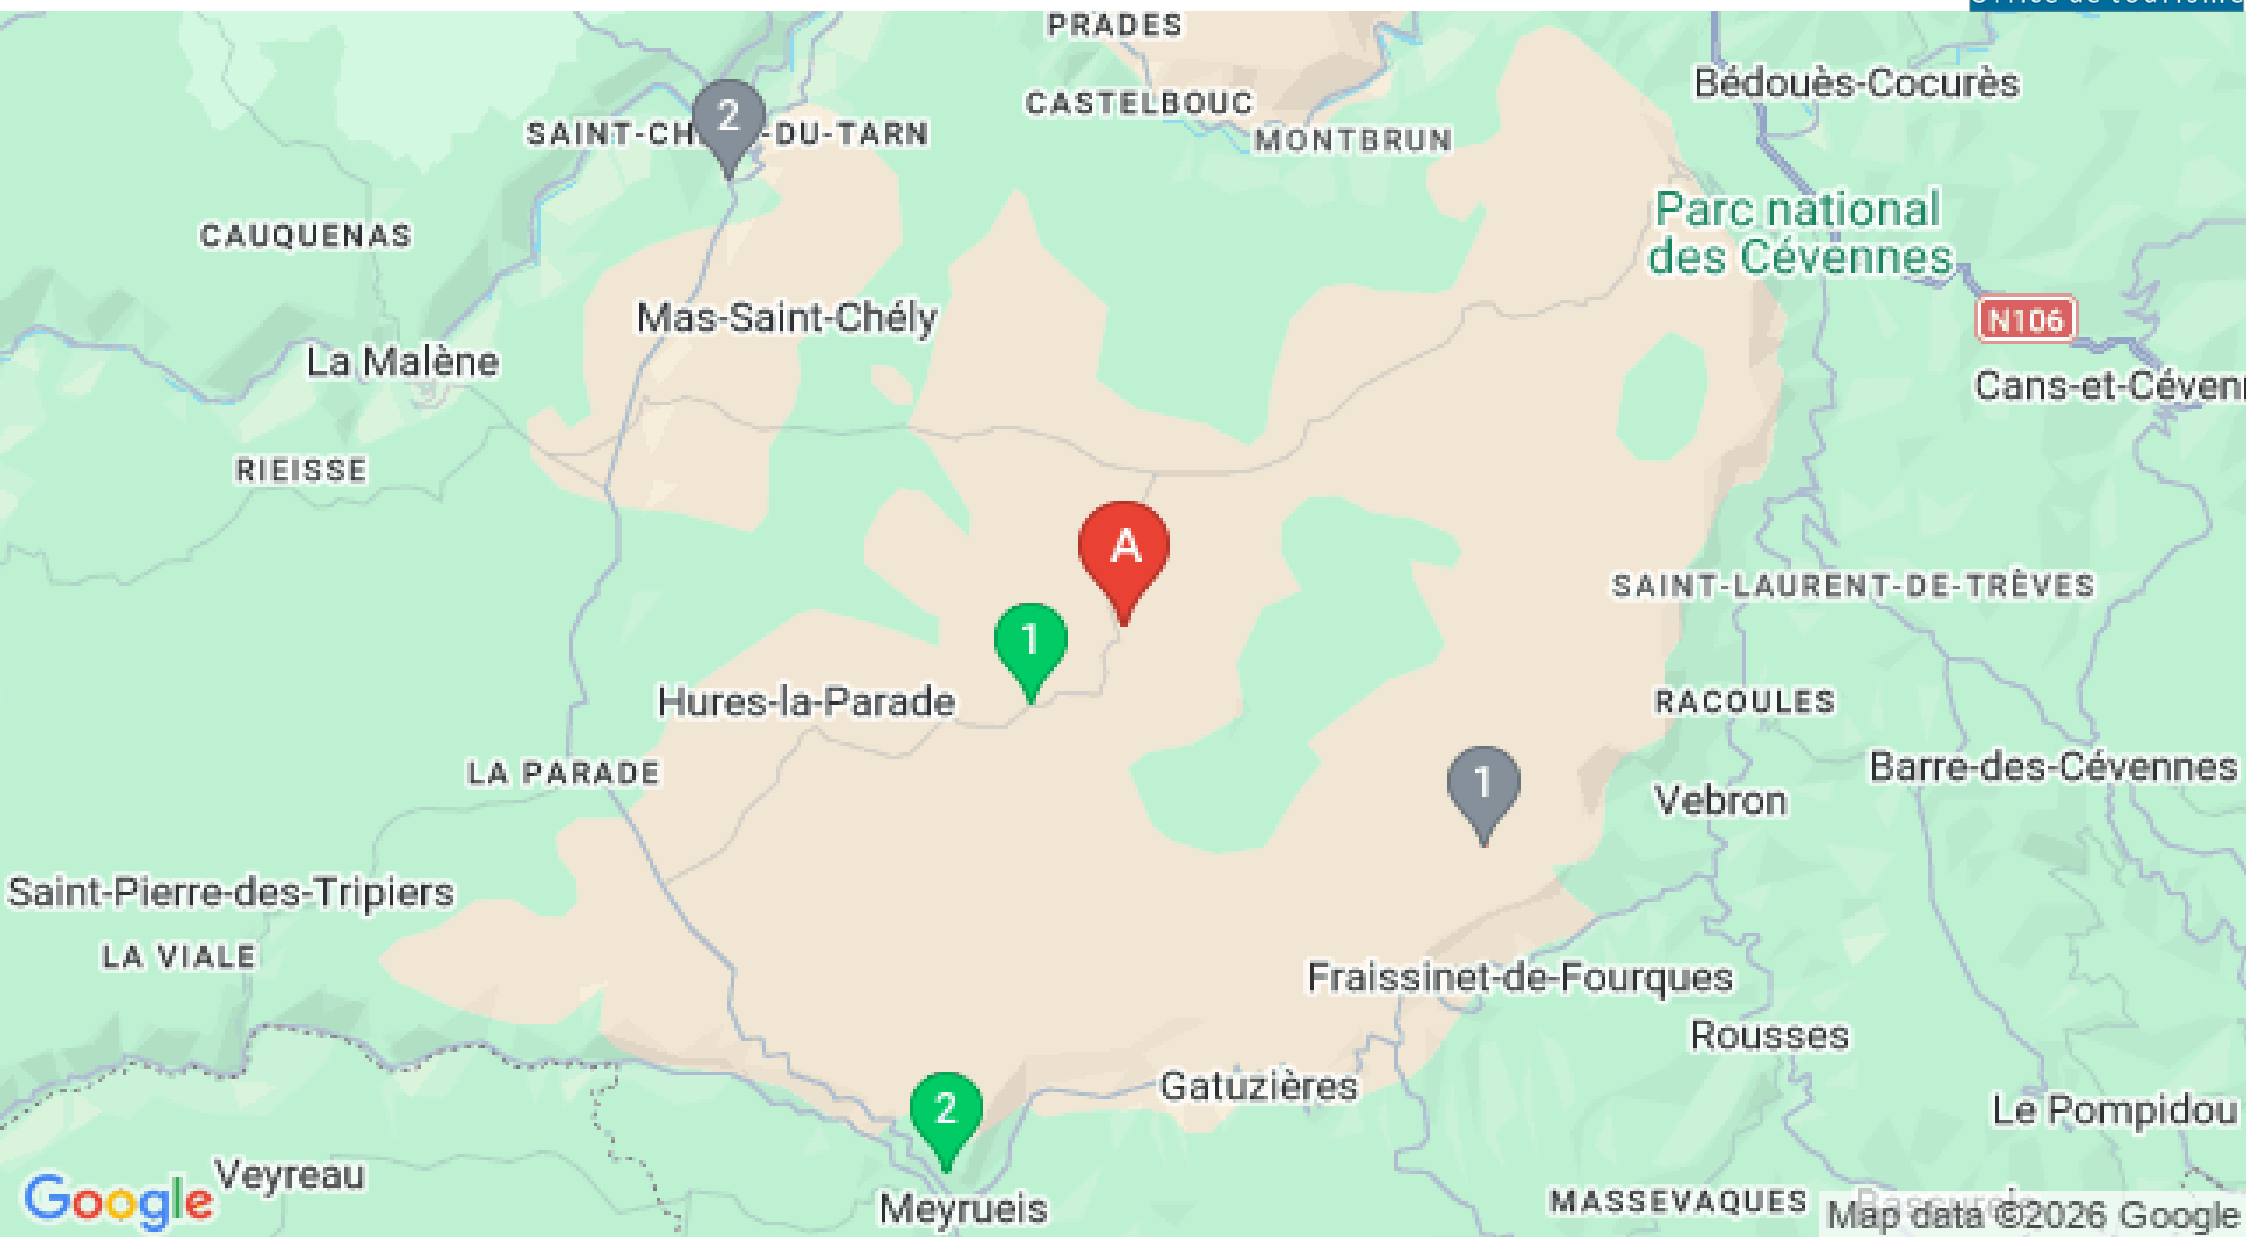 Office de tourisme
PRADES
Bédouès-Cocurès
CASTELBOUC
2
SAINT-CH
-DU-TARN
MONTBRUN
Parc national
des Cévennes
CAUQUENAS
Mas-Saint-Chély
N106
La Malène
Cans-et-Céven
RIEISSE
A
SAINT-LAURENT-DE-TRÈVES
1
Hures-la-Parade
RACOULES
LA PARADE
1
Barre-des-Cévennes
Vebron
Saint-Pierre-des-Tripiers
LA VIALE
Fraissinet-de-Fourques
Rousses
Gatuzières
2
Le Pompidou
Veyreau
Google
Meyrueis
MASSEVAQUES
Map data ©2026 Google